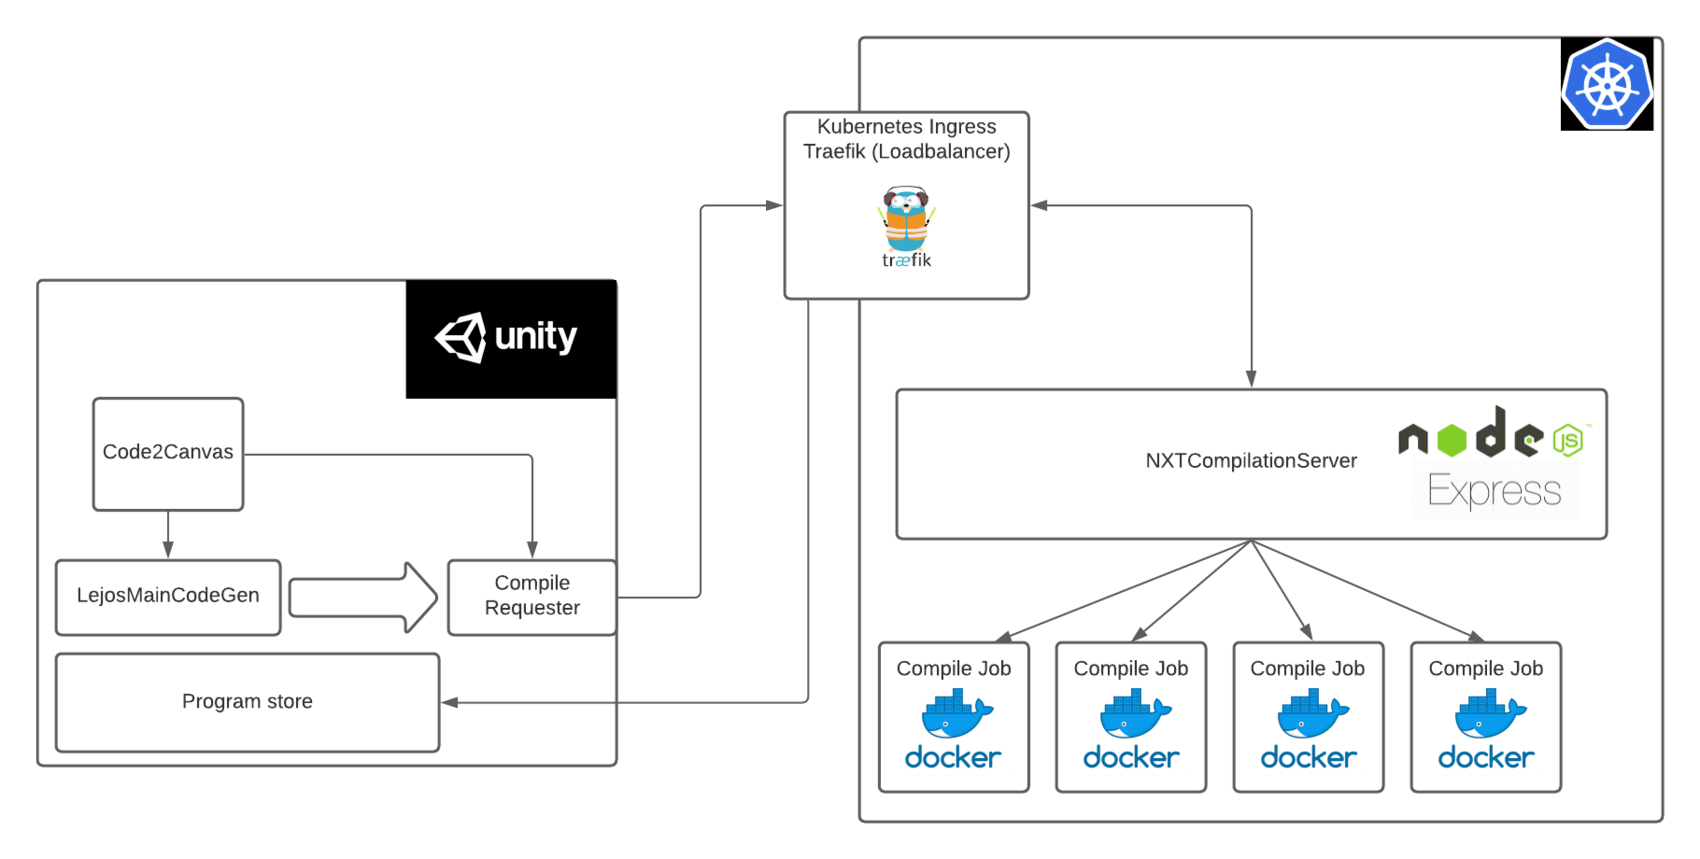 Kubernetes Ingress
Traefik (Loadbalancer)
træfik
unity
Code2Canvas
LejosMainCodeGen
Compile
Requester
Program store
NXTCompilationServer
node
JS
™
Express
Compile Job
docker
Compile Job
docker
Compile Job
docker
Compile Job
docker